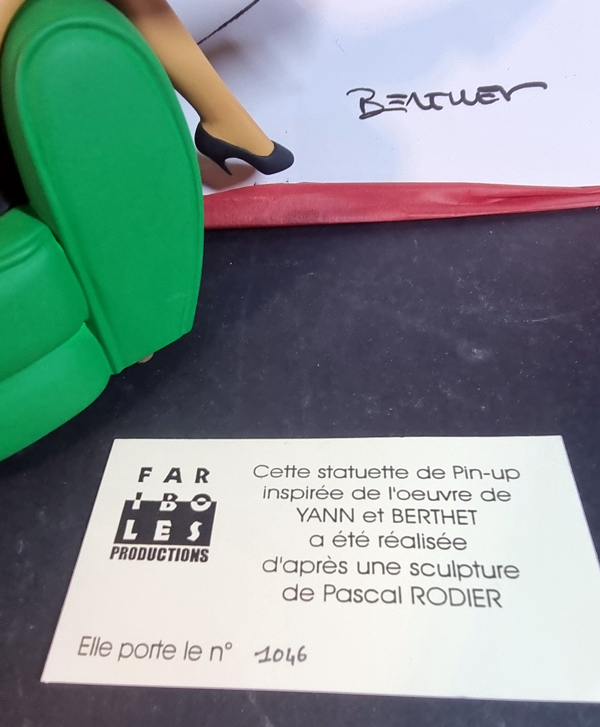 BERTHET
FAR
IBO
LES
PRODUCTIONS
Cette statuette de Pin-up
inspirée de l'oeuvre de
YANN et BERTHET
a été réalisée
d'après une sculpture
de Pascal RODIER
Elle porte le n° 1046